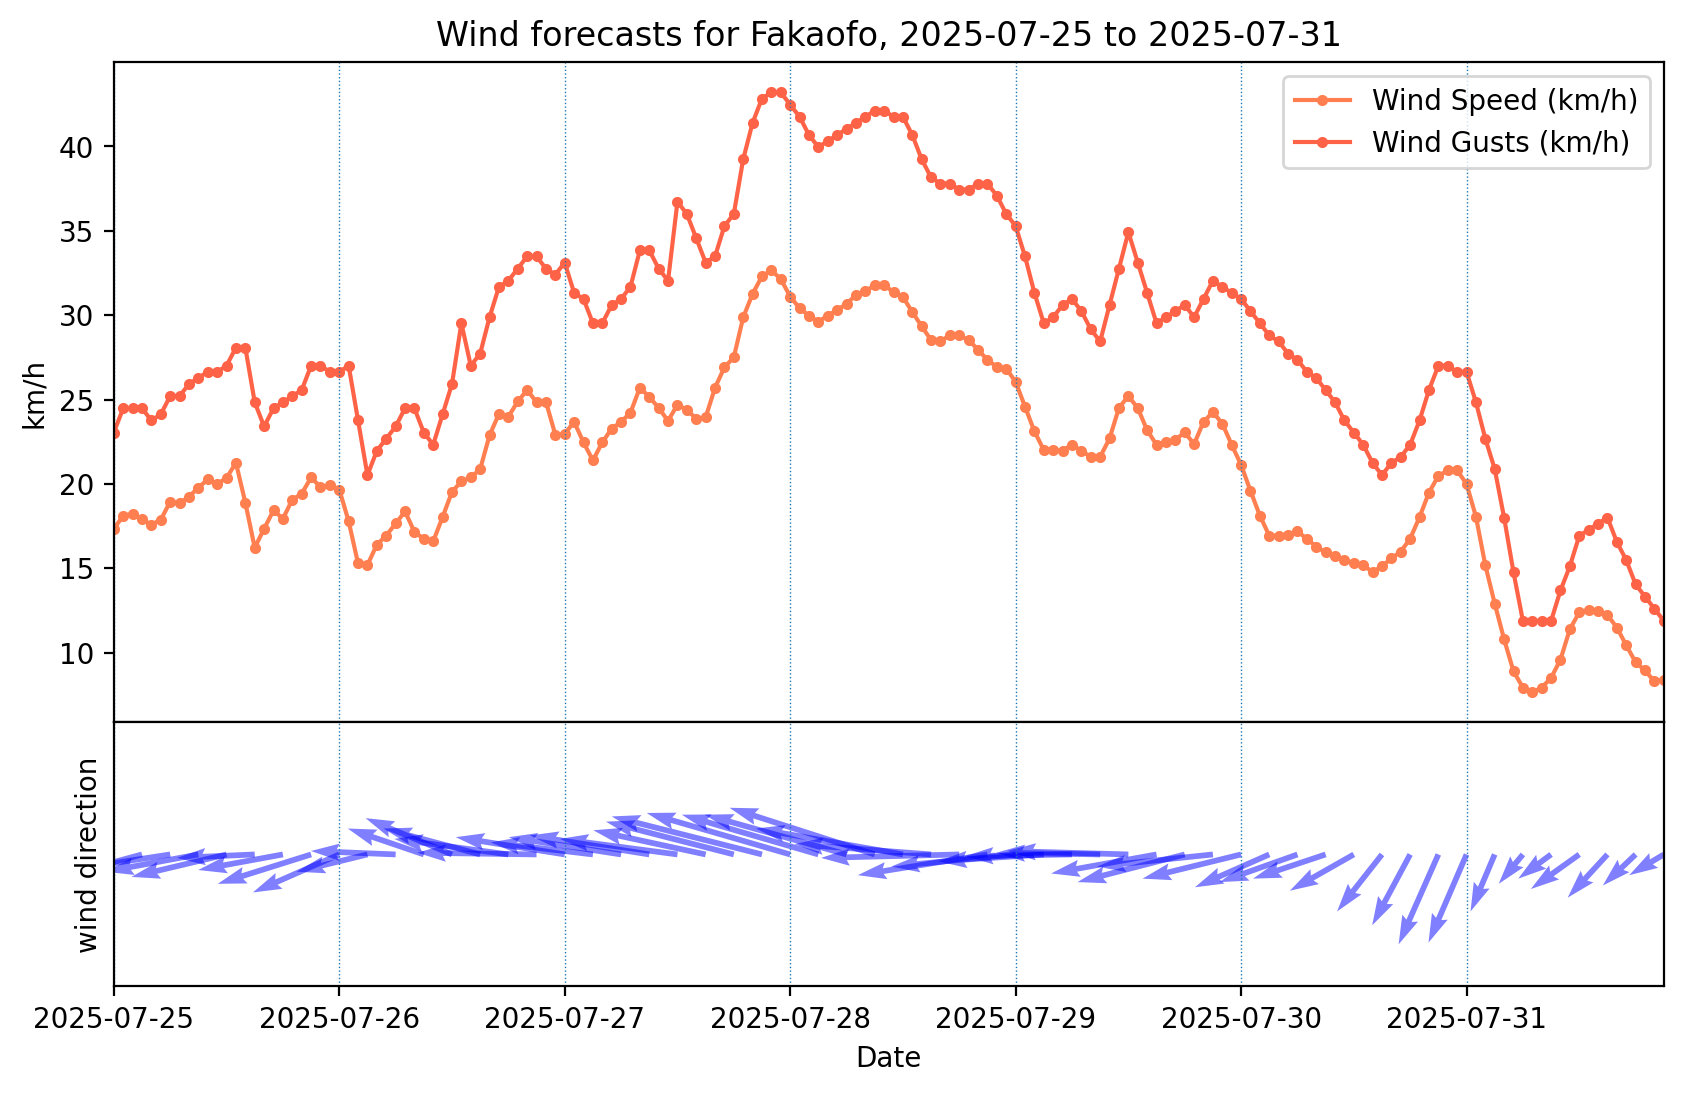 Wind forecasts for Fakaofo, 2025-07-25 to 2025-07-31
Wind Speed (km/h)
Wind Gusts (km/h)
km/h
40
35
30
25
20
15
10
wind direction
2025-07-25
2025-07-26
2025-07-27
2025-07-28
2025-07-29
2025-07-30
2025-07-31
Date